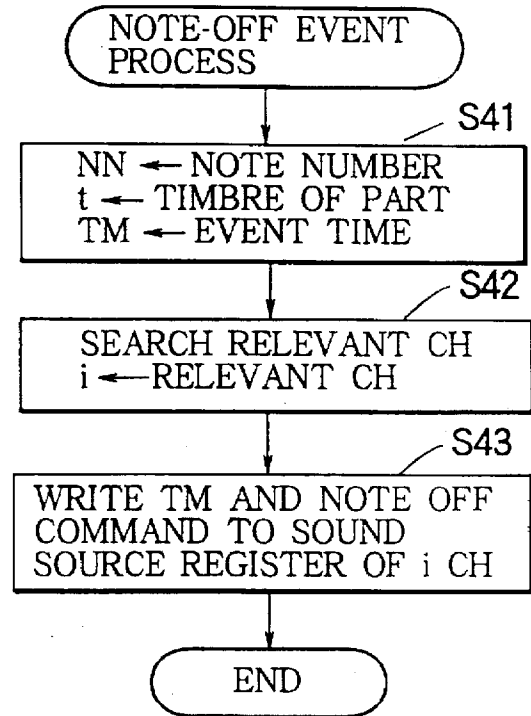 NOTE-OFF EVENT
PROCESS
S41
NN ← NOTE NUMBER
t ← TIMBRE OF PART
TM ← EVENT TIME
S42
SEARCH RELEVANT CH
i ← RELEVANT CH
S43
WRITE TM AND NOTE OFF
COMMAND TO SOUND
SOURCE REGISTER OF i CH
END